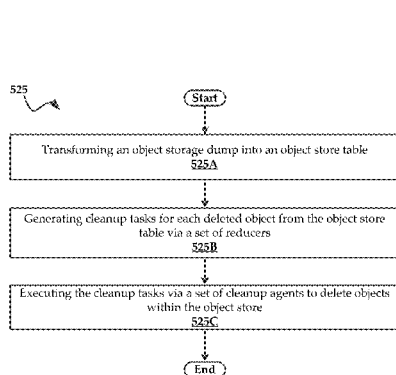 525
Start
Transforming an object storage dump into an object store table
525A
Generating cleanup tasks for each deleted object from the object store
table via a set of reducers
525B
Executing the cleanup tasks via a set of cleanup agents to delete objects
within the object store
525C
End